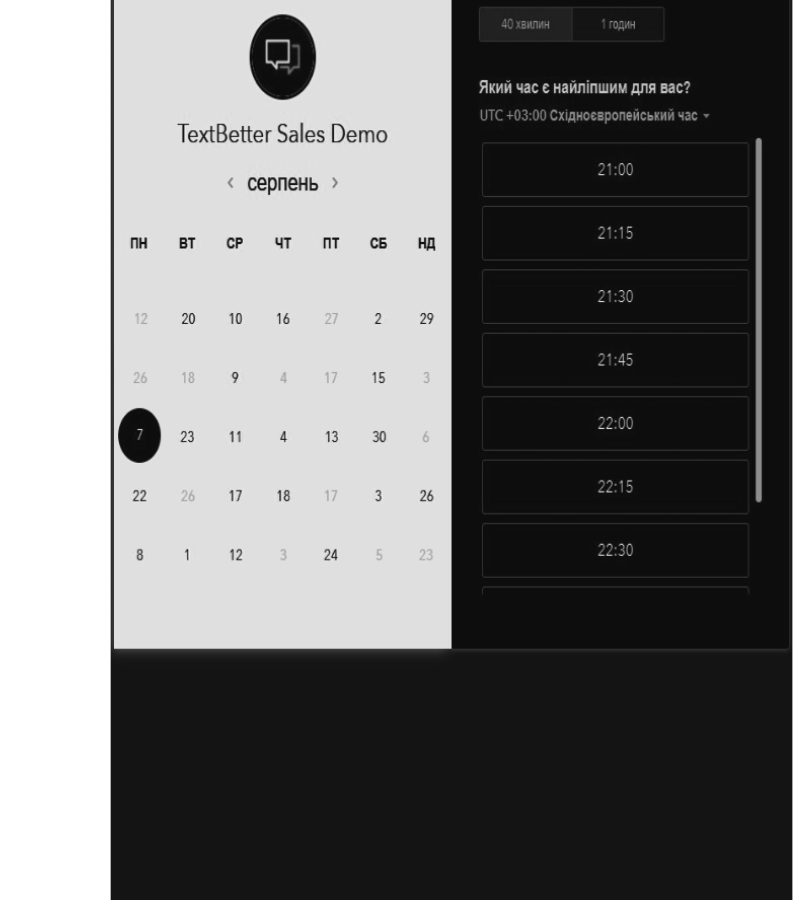 TextBetter Sales Demo
‹ серпень ›
ПН ВТ СР ЧТ ПТ СБ НД
12 20 10 16 27 2 29
26 18 9 4 17 15 3
7 23 11 4 13 30 6
22 26 17 18 17 3 26
8 1 12 3 24 5 23
40 хвилин 1 годин
Який час є найліпшим для вас?
UTC +03:00 Східноєвропейський час
21:00
21:15
21:30
21:45
22:00
22:15
22:30